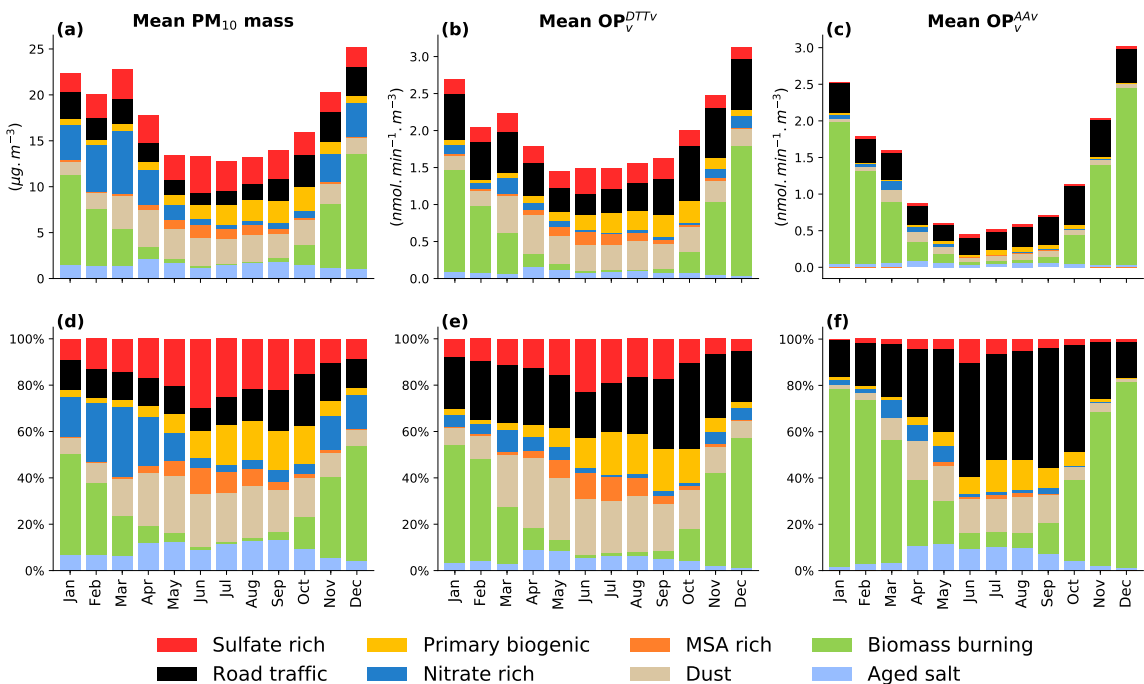 Mean PM₁₀ mass
Mean OPᵥᴰᵀᵀᵛ
Mean OPᵥᴬᴬᵛ
(a)
(b)
(c)
25
20
15
10
5
0
(μg. m⁻³)
3.0
2.5
2.0
1.5
1.0
0.5
0.0
(nmol. min⁻¹. m⁻³)
3.0
2.5
2.0
1.5
1.0
0.5
0.0
(nmol. min⁻¹. m⁻³)
(d)
(e)
(f)
100%
80%
60%
40%
20%
0%
100%
80%
60%
40%
20%
0%
100%
80%
60%
40%
20%
0%
Jan Feb Mar Apr May Jun Jul Aug Sep Oct Nov Dec
Jan Feb Mar Apr May Jun Jul Aug Sep Oct Nov Dec
Jan Feb Mar Apr May Jun Jul Aug Sep Oct Nov Dec
Sulfate rich Primary biogenic MSA rich Biomass burning
Road traffic Nitrate rich Dust Aged salt